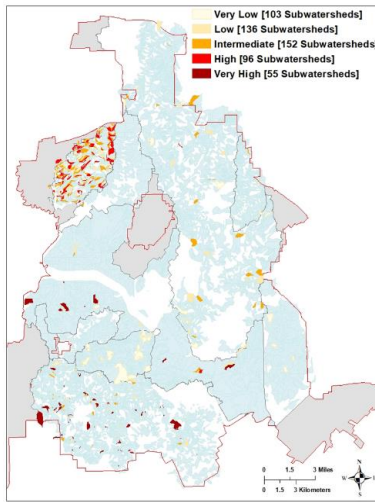 Very Low [103 Subwatersheds]
Low [136 Subwatersheds]
Intermediate [152 Subwatersheds]
High [96 Subwatersheds]
Very High [55 Subwatersheds]
0 1.5 3 Miles
0 1.5 3 Kilometers
N
W E
S